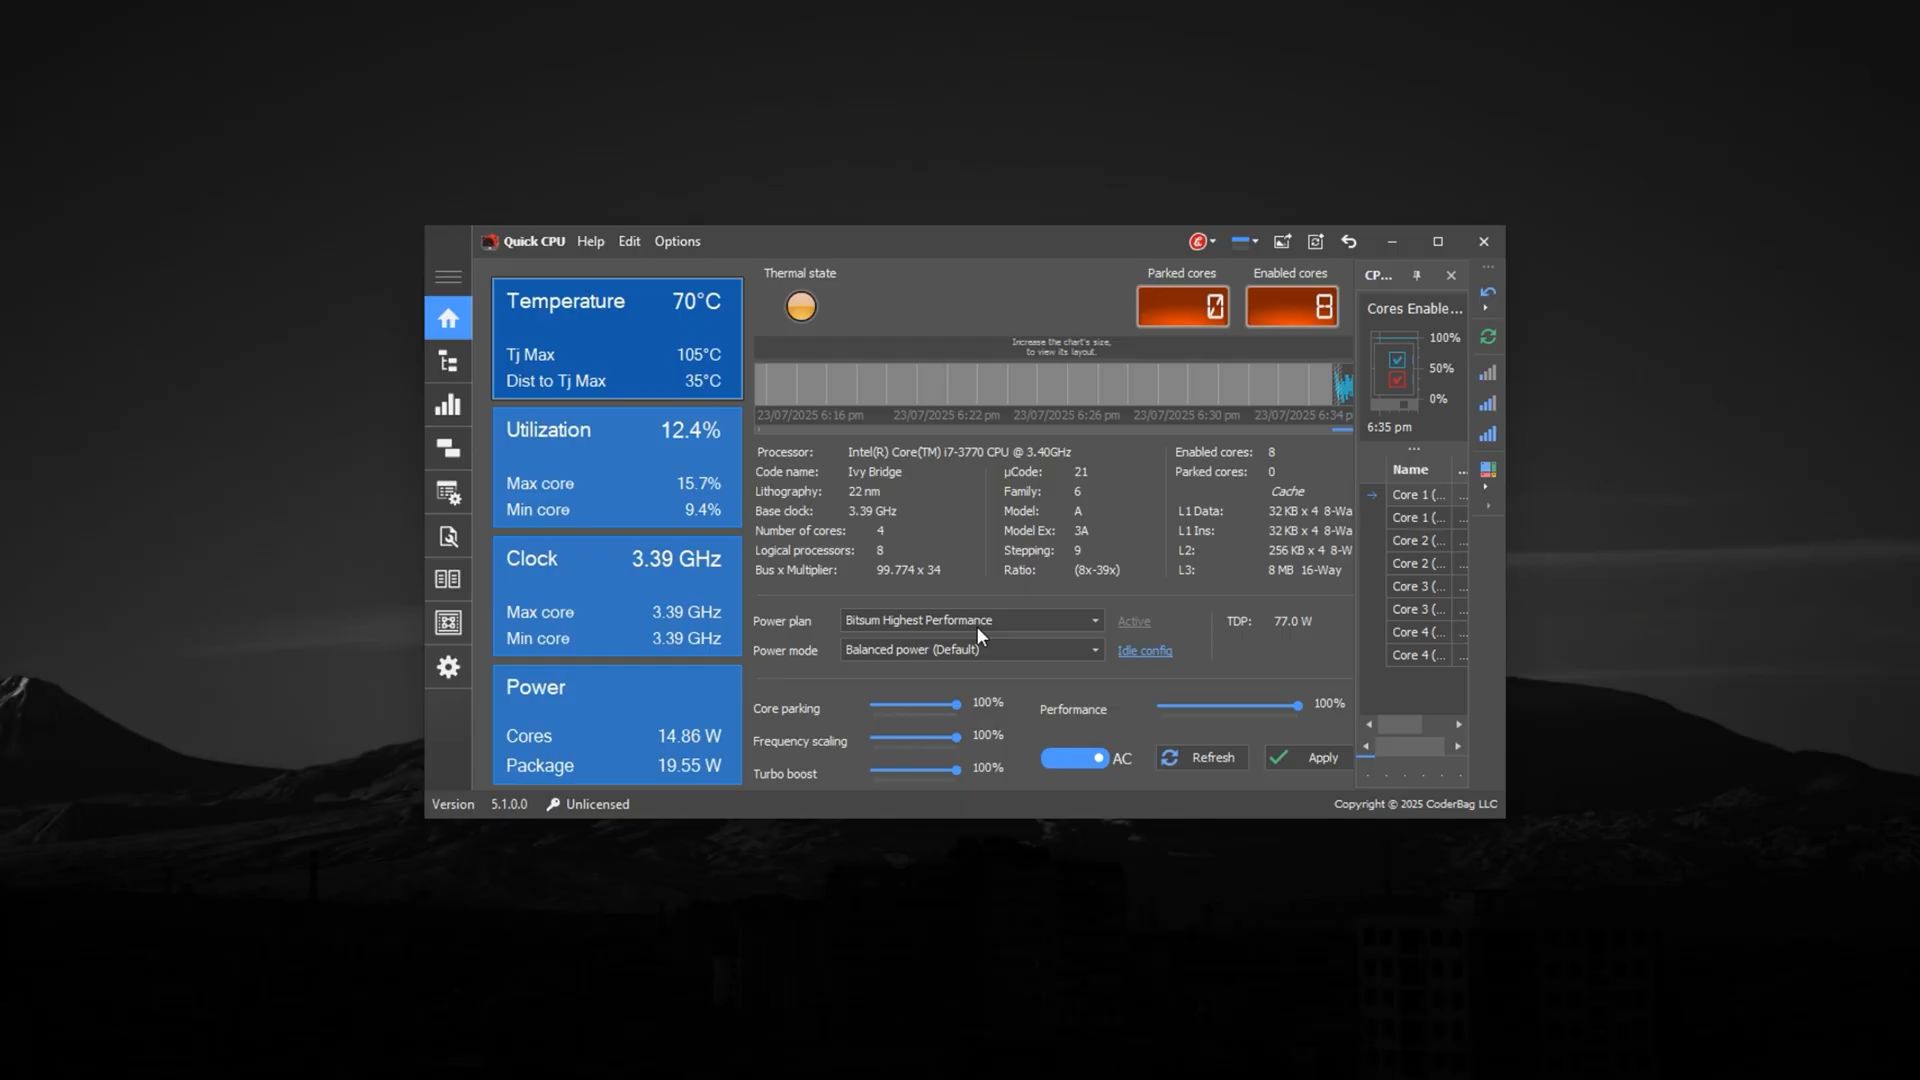 Quick CPU Help Edit Options
Temperature 70°C
Tj Max 105°C
Dist to Tj Max 35°C
Utilization 12.4%
Max core 15.7%
Min core 9.4%
Clock 3.39 GHz
Max core 3.39 GHz
Min core 3.39 GHz
Power
Cores 14.86 W
Package 19.55 W
Thermal state
Parked cores Enabled cores
0 8
Increase the chart's size,
to view its layout.
23/07/2025 6:16 pm 23/07/2025 6:22 pm 23/07/2025 6:26 pm 23/07/2025 6:30 pm 23/07/2025 6:34 p
Processor: Intel(R) Core(TM) i7-3770 CPU @ 3.40GHz
Code name: Ivy Bridge
Lithography: 22 nm
Base clock: 3.39 GHz
Number of cores: 4
Logical processors: 8
Bus x Multiplier: 99.774 x 34
µCode: 21
Family: 6
Model: A
Model Ex: 3A
Stepping: 9
Ratio: (8x-39x)
Enabled cores: 8
Parked cores: 0
Cache
L1 Data: 32 KB x 4 8-Wa
L1 Ins: 32 KB x 4 8-Wa
L2: 256 KB x 4 8-W
L3: 8 MB 16-Way
Power plan Bitsum Highest Performance Active
Power mode Balanced power (Default) Idle config
TDP: 77.0 W
Core parking 100%
Frequency scaling 100%
Turbo boost 100%
Performance 100%
AC Refresh Apply
CP...
Cores Enable...
100%
50%
0%
6:35 pm
Name ...
Core 1 (... ...
Core 1 (... ...
Core 2 (... ...
Core 2 (... ...
Core 3 (... ...
Core 3 (... ...
Core 4 (... ...
Core 4 (... ...
Version 5.1.0.0 Unlicensed
Copyright © 2025 CoderBag LLC